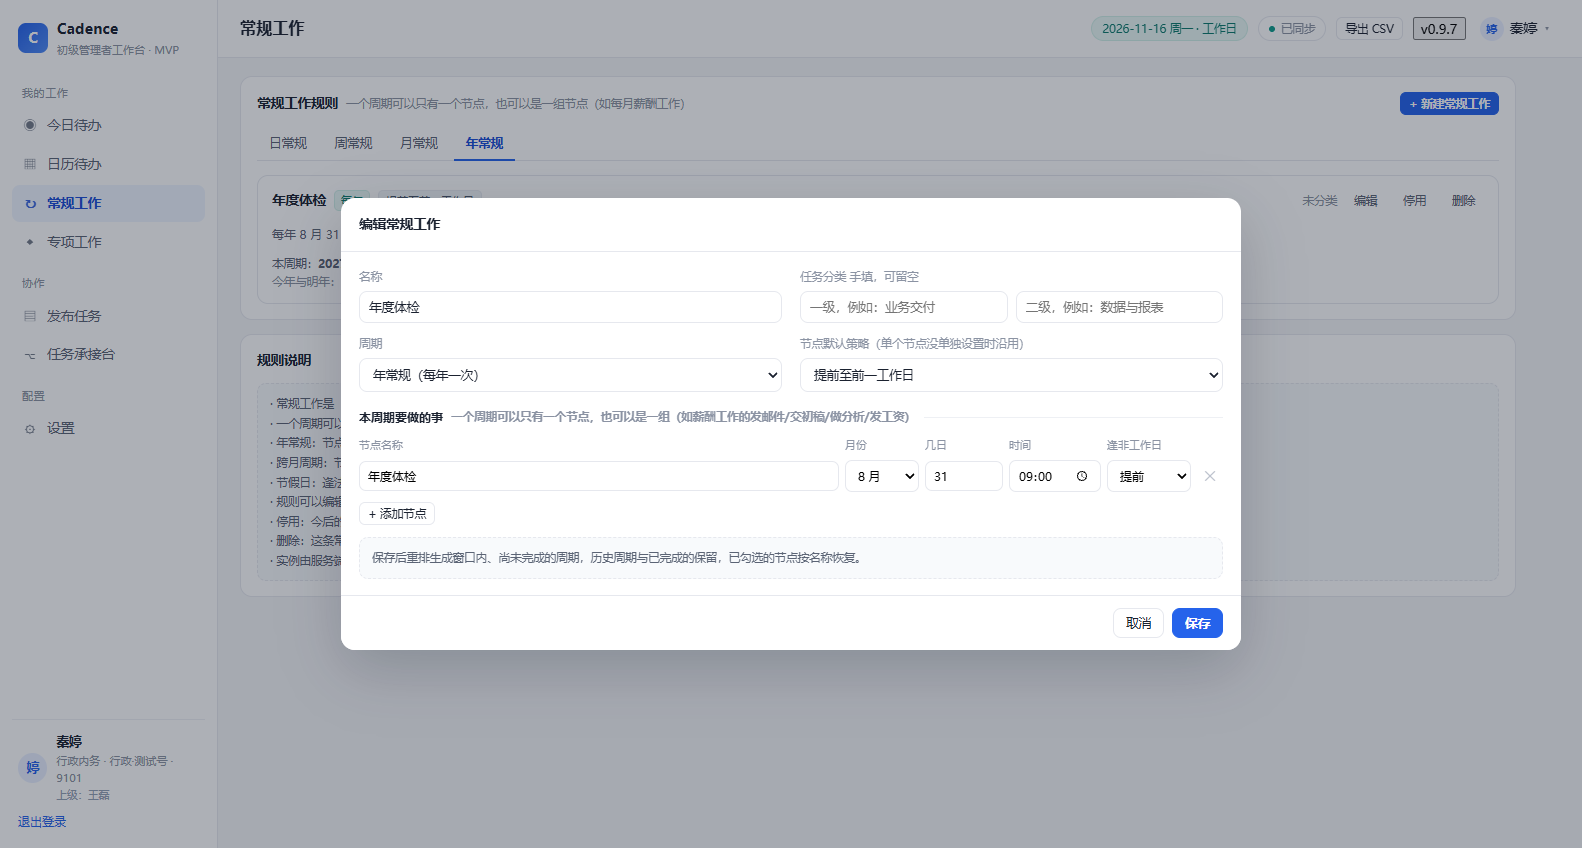 C
Cadence
初级管理者工作台 · MVP
我的工作
今日待办
日历待办
常规工作
专项工作
协作
发布任务
任务承接台
配置
设置
婷
秦婷
行政内务 · 行政·测试号 ·
9101
上级：王磊
退出登录
常规工作
2026-11-16 周一 · 工作日
已同步
导出 CSV
v0.9.7
婷 秦婷
常规工作规则 一个周期可以只有一个节点，也可以是一组节点（如每月薪酬工作）
+ 新建常规工作
日常规 周常规 月常规 年常规
年度体检
未分类 编辑 停用 删除
每年 8 月 31
本周期：202
今年与明年：
规则说明
· 常规工作是
· 一个周期可以
· 年常规：节点
· 跨月周期：节
· 节假日：逢法
· 规则可以编辑
· 停用：今后的
· 删除：这条常
· 实例由服务端
编辑常规工作
名称
任务分类 手填，可留空
年度体检
一级，例如：业务交付
二级，例如：数据与报表
周期
节点默认策略（单个节点没单独设置时沿用）
年常规（每年一次）
提前至前一工作日
本周期要做的事 一个周期可以只有一个节点，也可以是一组（如薪酬工作的发邮件/交初稿/做分析/发工资）
节点名称 月份 几日 时间 逢非工作日
年度体检 8 月 31 09:00 提前
+ 添加节点
保存后重排生成窗口内、尚未完成的周期，历史周期与已完成的保留，已勾选的节点按名称恢复。
取消
保存